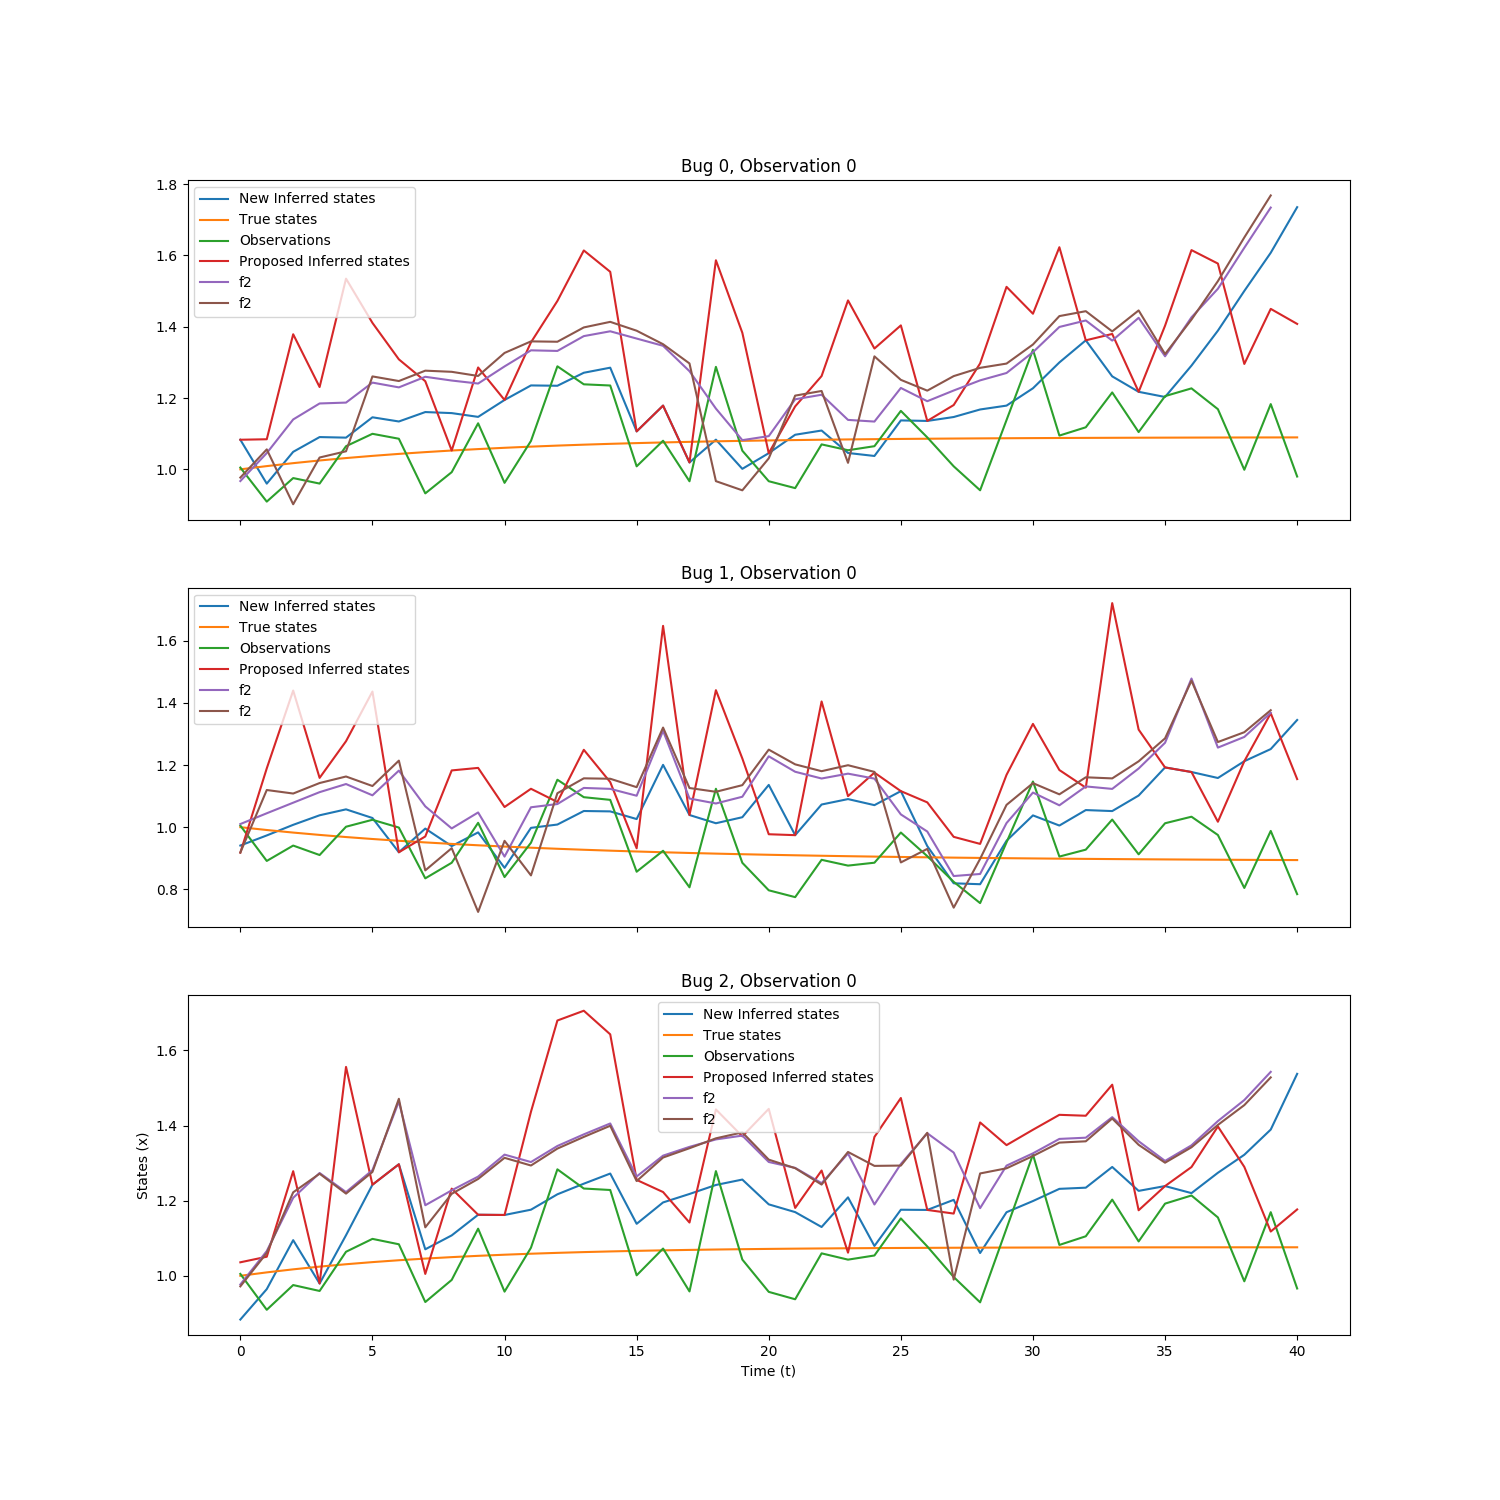 Bug 0, Observation 0
1.8
1.6
1.4
1.2
1.0
New Inferred states
True states
Observations
Proposed Inferred states
f2
f2
Bug 1, Observation 0
1.6
1.4
1.2
1.0
0.8
New Inferred states
True states
Observations
Proposed Inferred states
f2
f2
Bug 2, Observation 0
1.6
1.4
1.2
1.0
States (x)
New Inferred states
True states
Observations
Proposed Inferred states
f2
f2
0 5 10 15 20 25 30 35 40
Time (t)